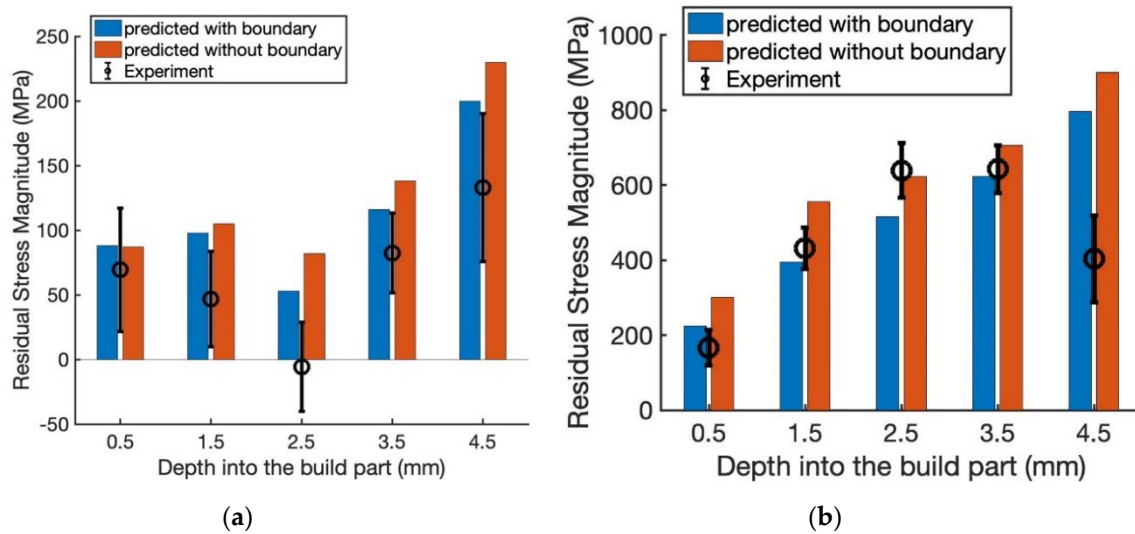 predicted with boundary
predicted without boundary
Experiment
250
200
150
100
50
0
-50
Residual Stress Magnitude (MPa)
0.5 1.5 2.5 3.5 4.5
Depth into the build part (mm)
(a)
predicted with boundary
predicted without boundary
Experiment
1000
800
600
400
200
0
Residual Stress Magnitude (MPa)
0.5 1.5 2.5 3.5 4.5
Depth into the build part (mm)
(b)